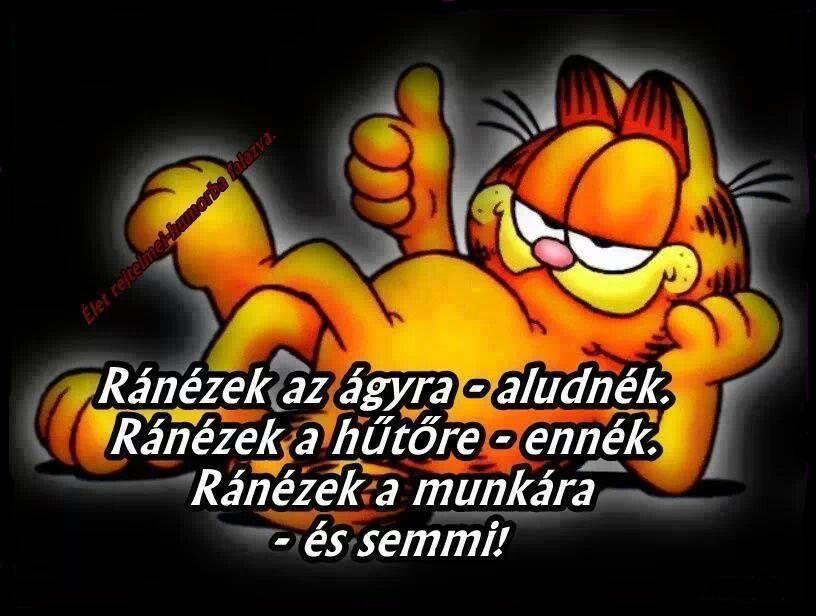 Élet rejtelmei-humorba falazva.
Ránézek az ágyra - aludnék.
Ránézek a hűtőre - ennék.
Ránézek a munkára
- és semmi!